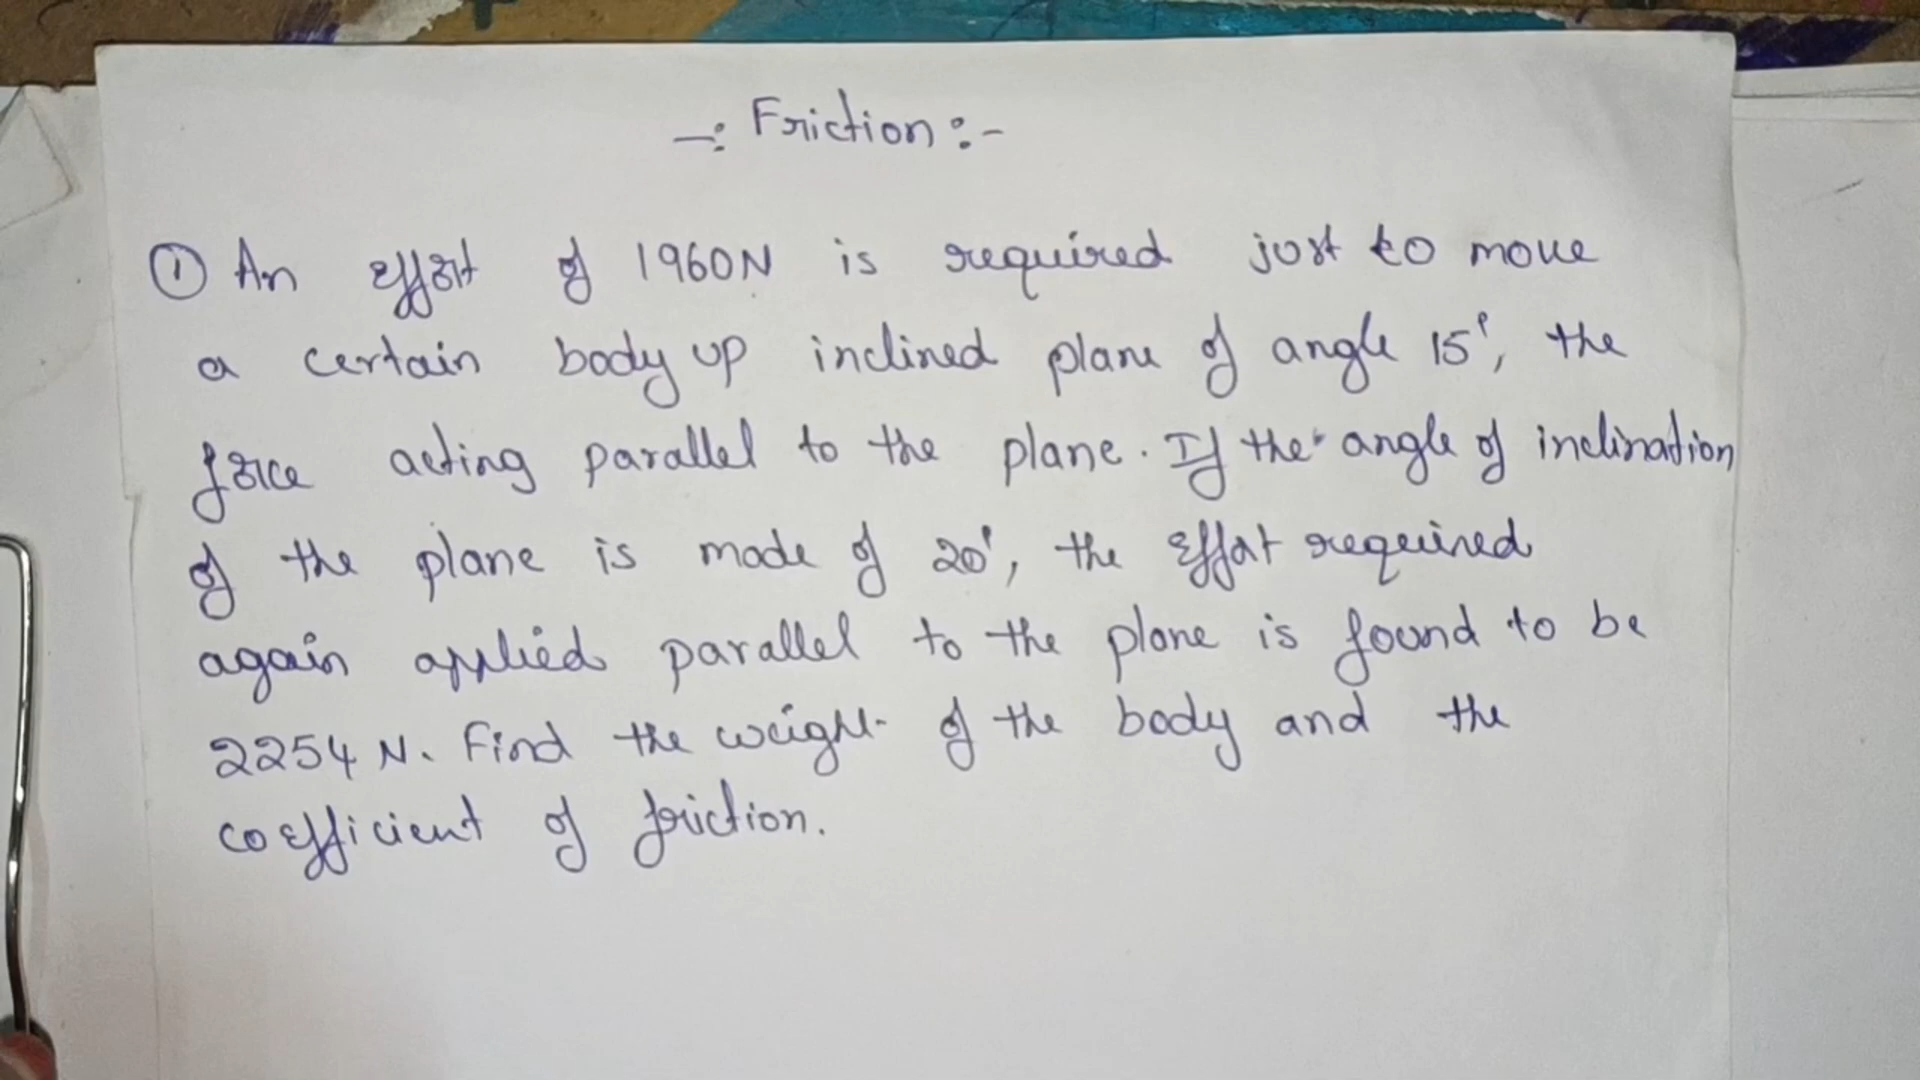 -: Friction :-
① An effort of 1960N is required just to move
a certain body up inclined plane of angle 15°, the
force acting parallel to the plane. If the angle of inclination
of the plane is made of 20°, the effort required
again applied parallel to the plane is found to be
2254 N. Find the weight of the body and the
coefficient of friction.